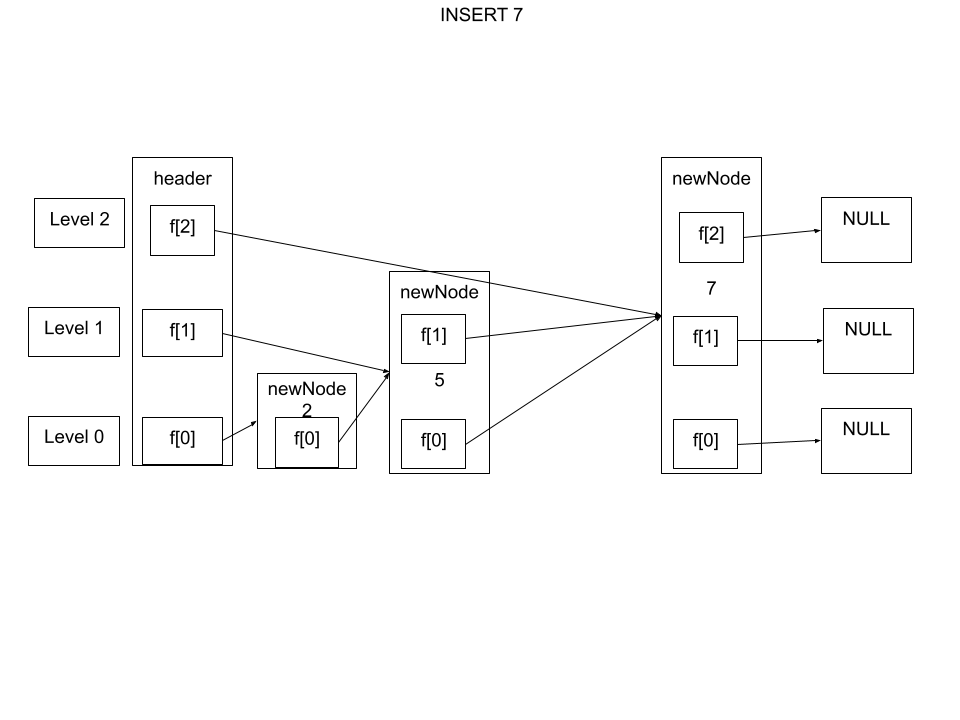 INSERT 7
header
newNode
Level 2
f[2]
f[2]
NULL
newNode
7
Level 1
f[1]
f[1]
f[1]
NULL
5
newNode
2
Level 0
f[0]
f[0]
f[0]
f[0]
NULL